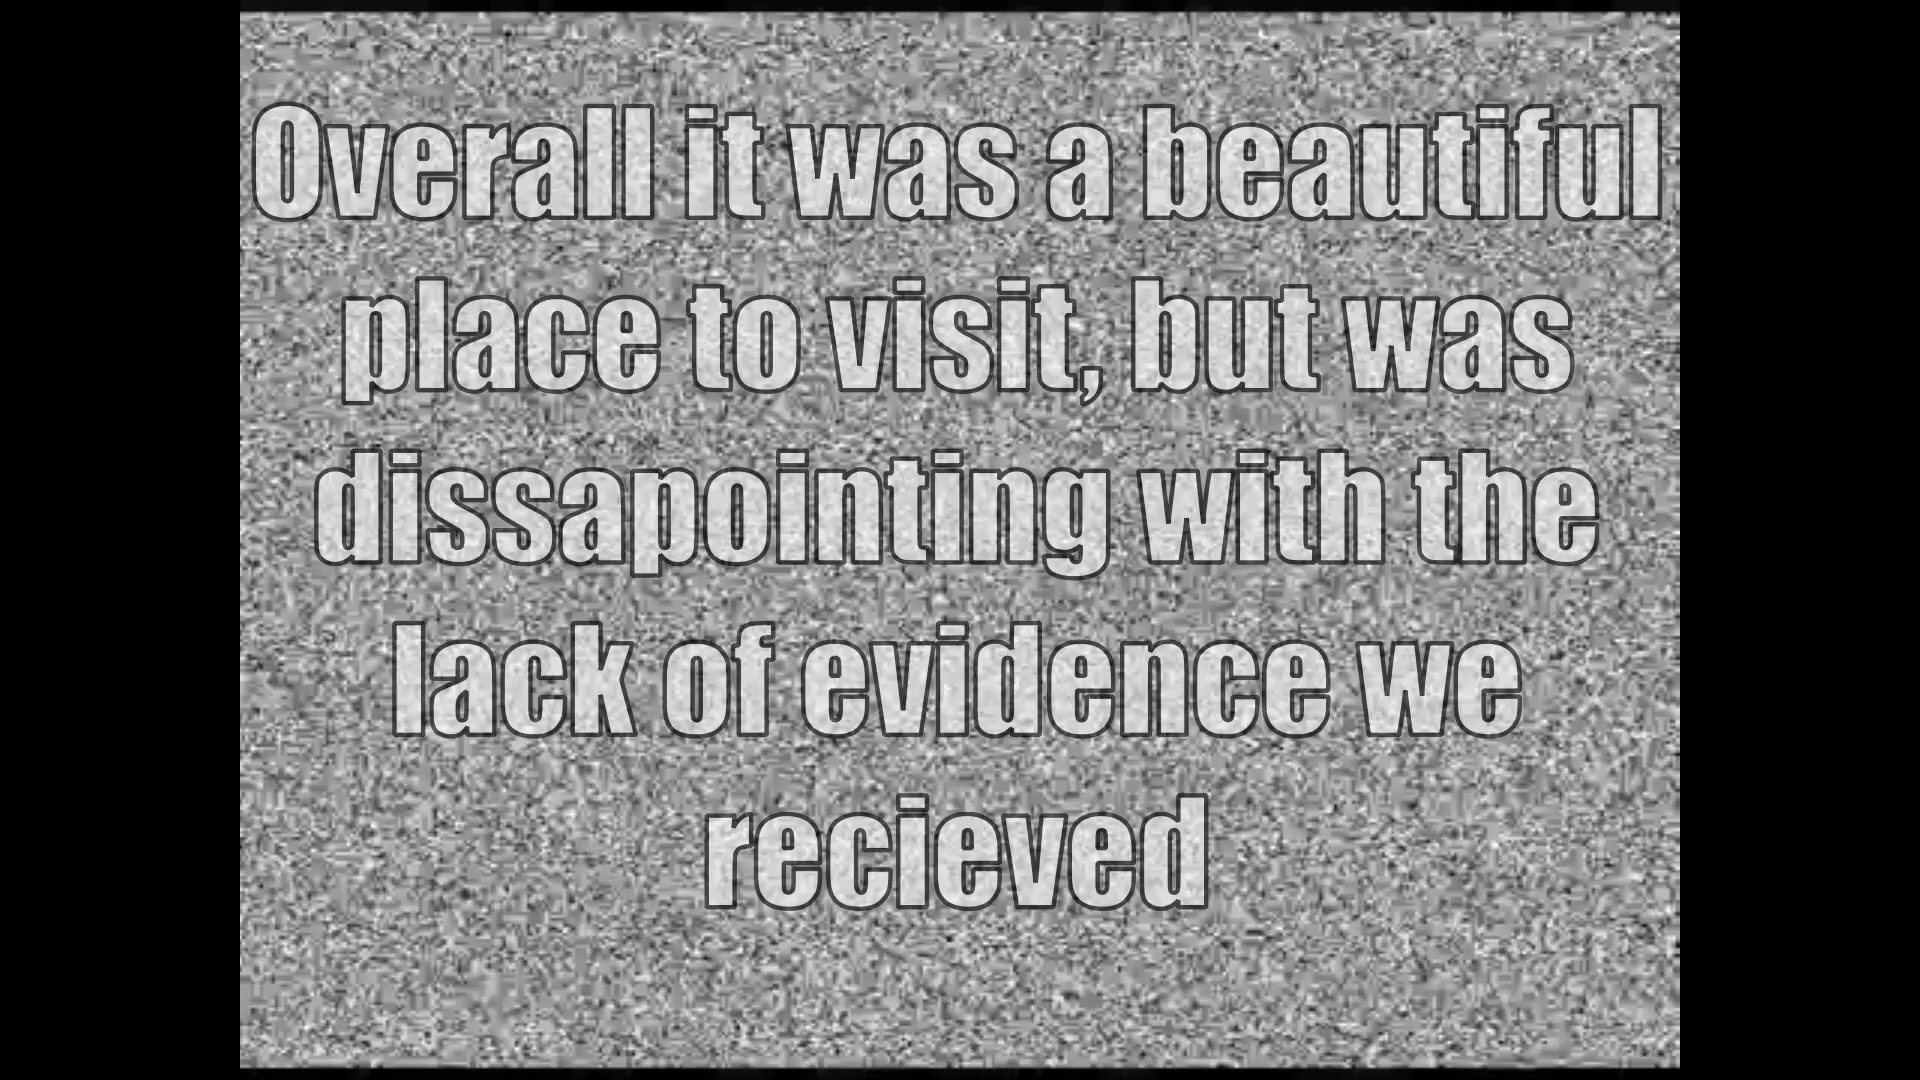 Overall it was a beautiful
place to visit, but was
dissapointing with the
lack of evidence we
recieved